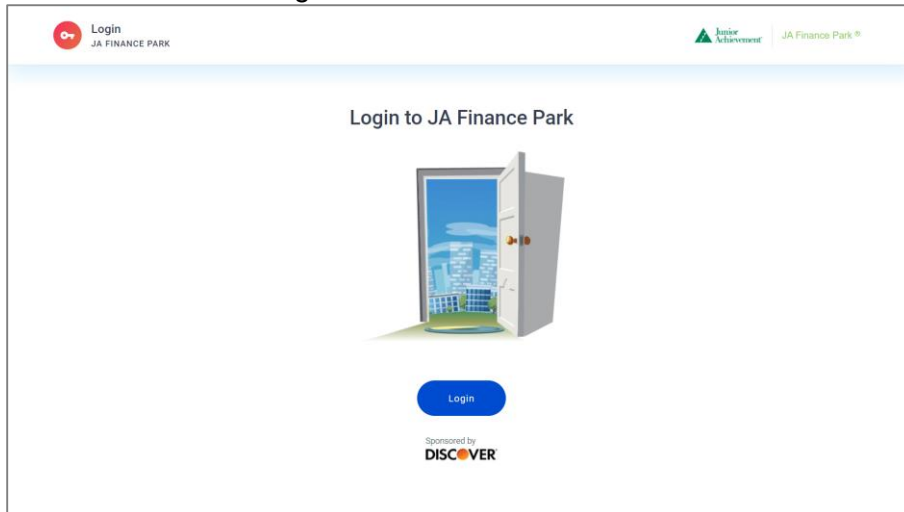 Login
JA FINANCE PARK
Junior
Achievement
JA Finance Park ®
Login to JA Finance Park
Login
Sponsored by
DISCOVER